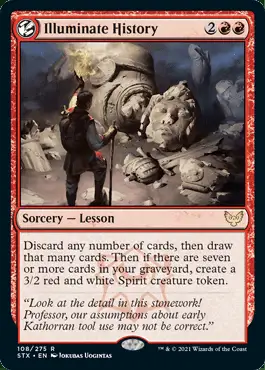 Illuminate History 2
Sorcery — Lesson
Discard any number of cards, then draw
that many cards. Then if there are seven
or more cards in your graveyard, create a
3/2 red and white Spirit creature token.
"Look at the detail in this stonework!
Professor, our assumption about early
Kathorran tool use may not be correct."
108/275 R
STX • EN Jokubas Uogintas
™ & © 2021 Wizards of the Coast